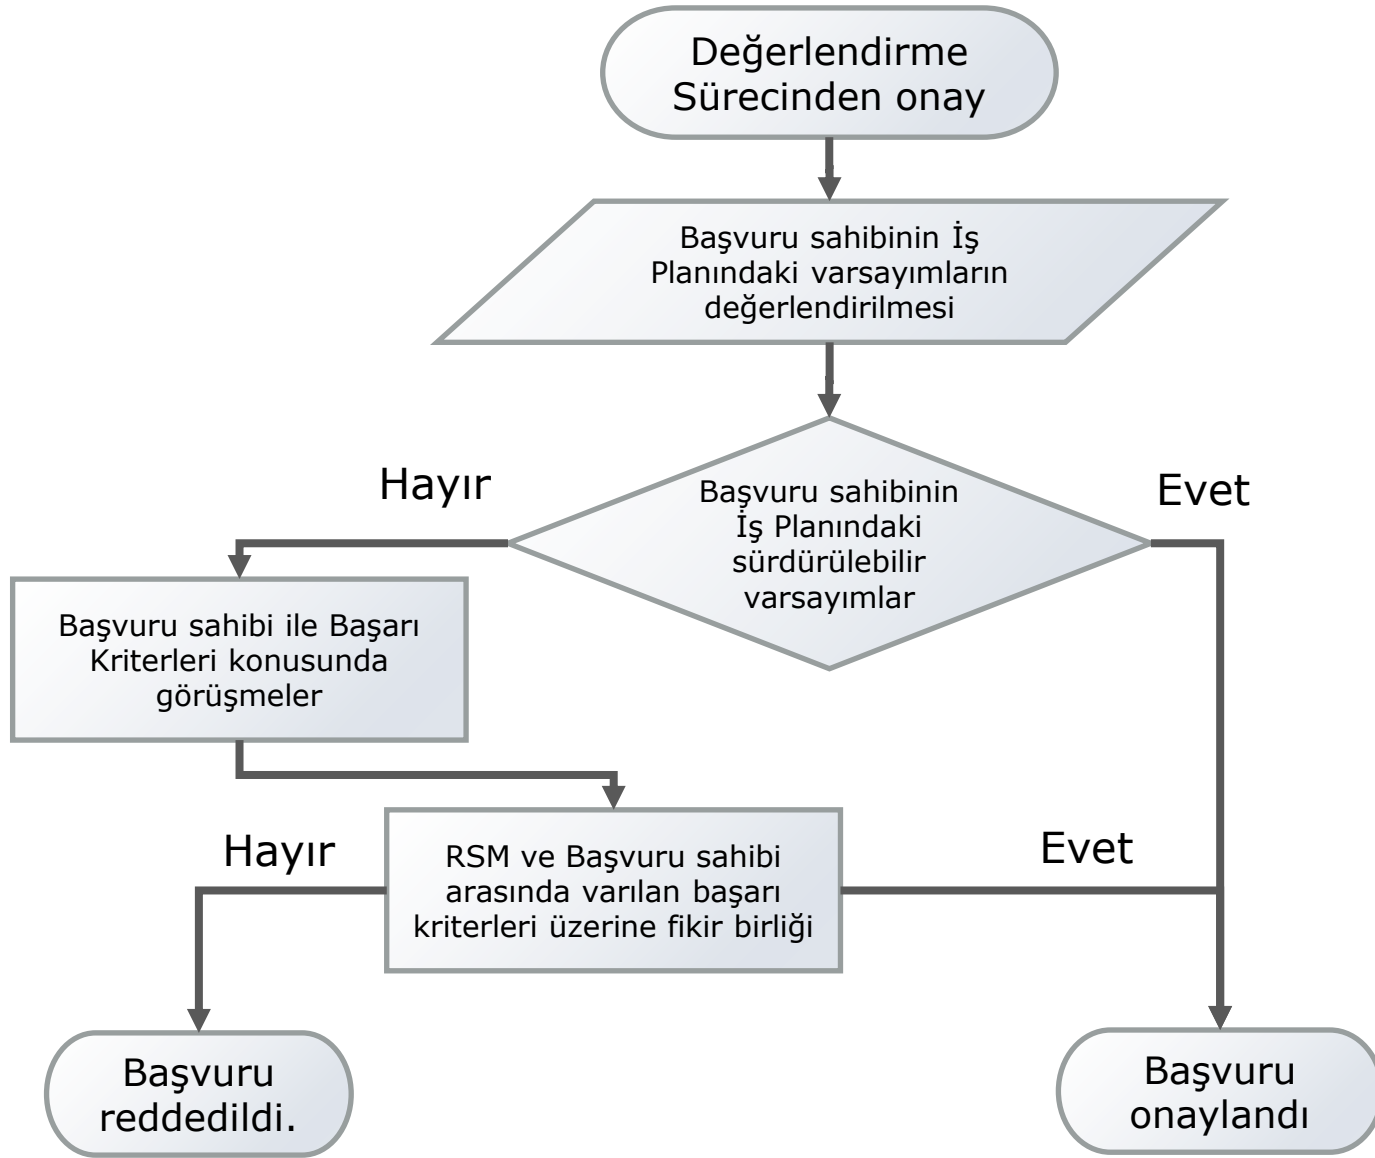 Değerlendirme
Sürecinden onay
Başvuru sahibinin İş
Planındaki varsayımların
değerlendirilmesi
Hayır
Evet
Başvuru sahibinin
İş Planındaki
sürdürülebilir
varsayımlar
Başvuru sahibi ile Başarı
Kriterleri konusunda
görüşmeler
Hayır
Evet
RSM ve Başvuru sahibi
arasında varılan başarı
kriterleri üzerine fikir birliği
Başvuru
reddedildi.
Başvuru
onaylandı